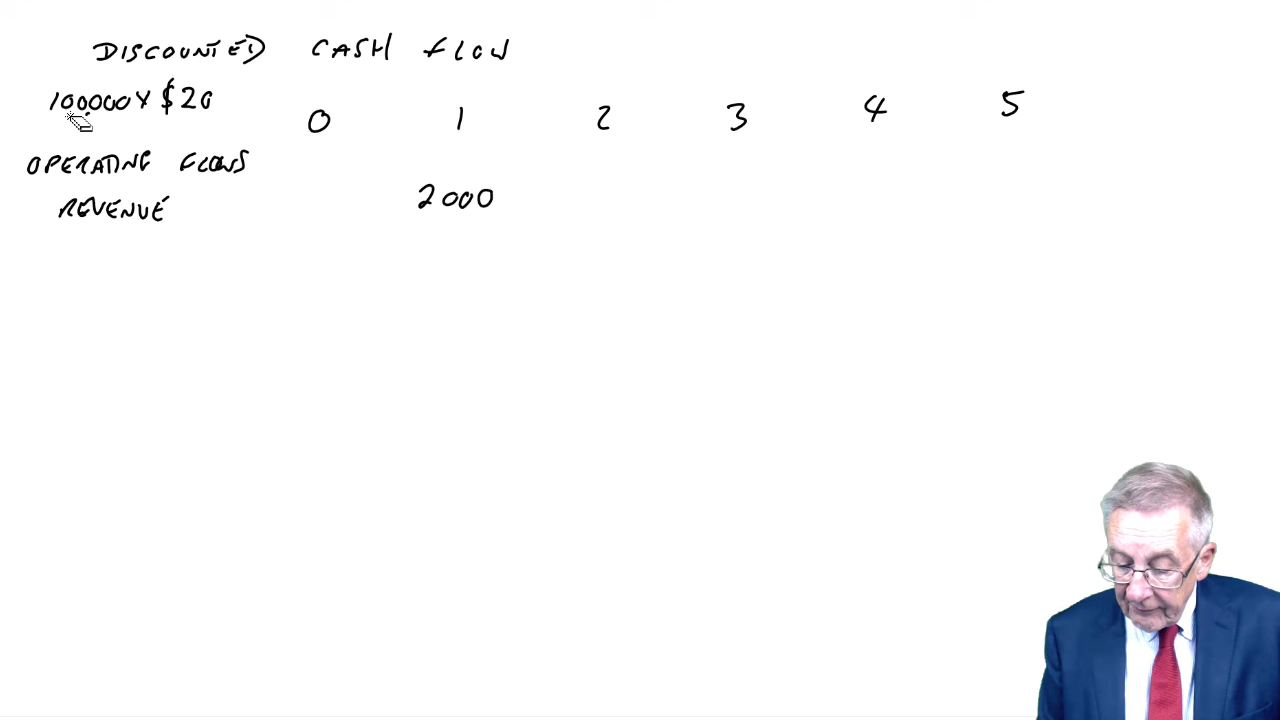 DISCOUNTED CASH FLOW
100000 X $20
0 1 2 3 4 5
OPERATING FLOWS
REVENUE 2000